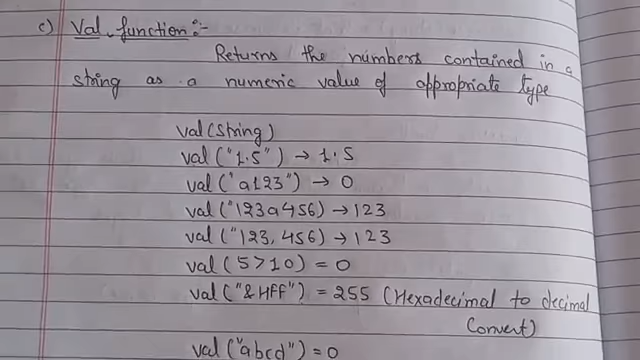 c) Val function :-
Returns the numbers contained in a
string as a numeric value of appropriate type
Val(String)
Val("1.5") → 1.5
Val("a123") → 0
Val("123a456) → 123
Val("123, 456) → 123
Val(5>10) = 0
Val("&HFF") = 255 (Hexadecimal to decimal
Convert)
Val("abcd") = 0